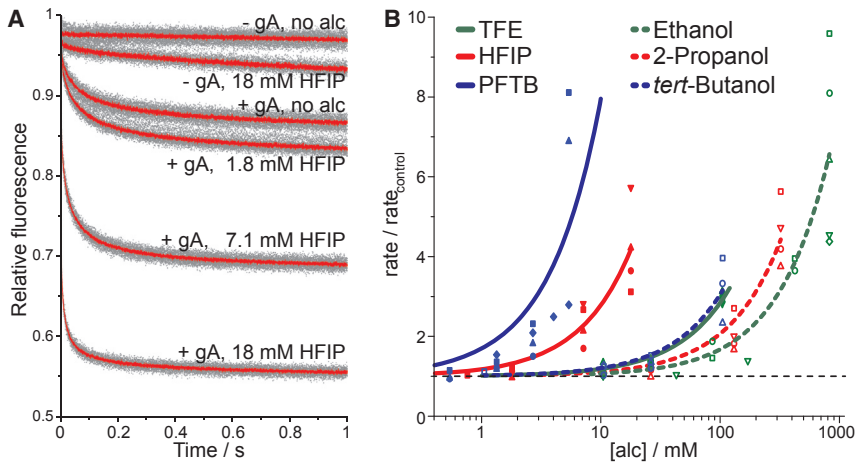 A
- gA, no alc
- gA, 18 mM HFIP
+ gA, no alc
+ gA, 1.8 mM HFIP
+ gA, 7.1 mM HFIP
+ gA, 18 mM HFIP
Relative fluorescence
1
0.9
0.8
0.7
0.6
0.5
0 0.2 0.4 0.6 0.8 1
Time / s
B
TFE Ethanol
HFIP 2-Propanol
PFTB tert-Butanol
rate / rate control
10
8
6
4
2
0
1 10 100 1000
[alc] / mM